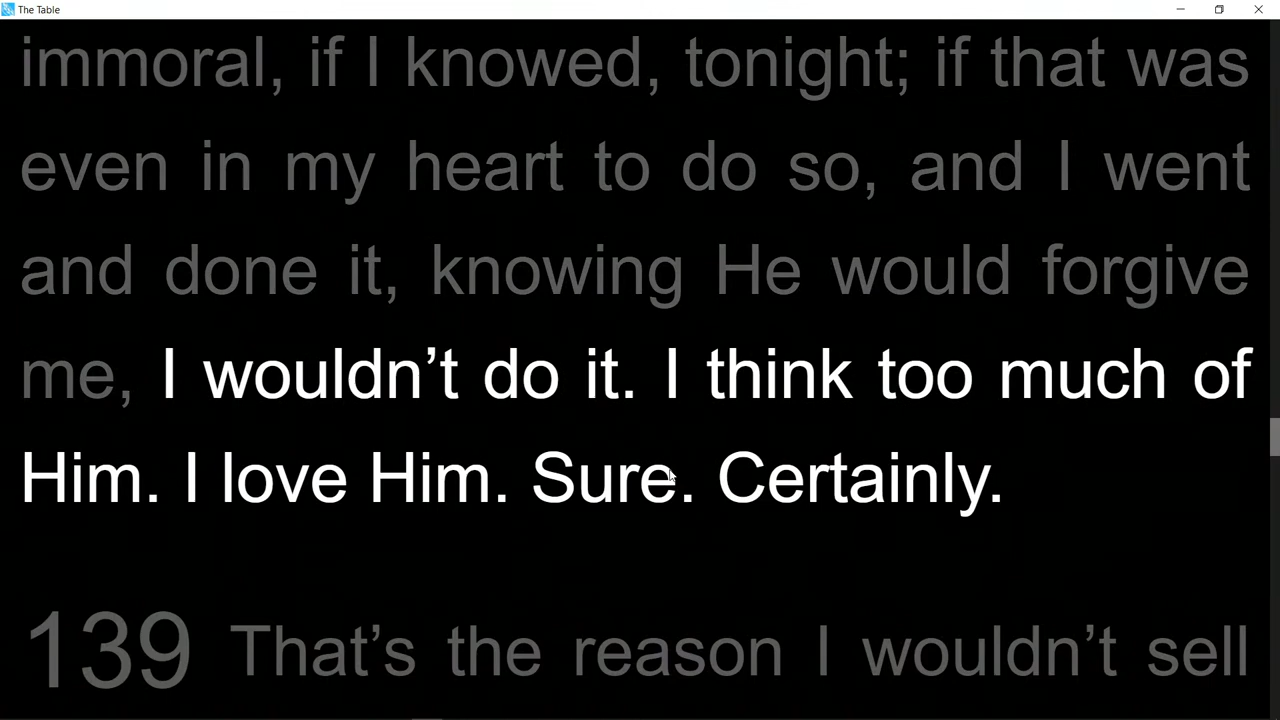 The Table
immoral, if I knowed, tonight; if that was
even in my heart to do so, and I went
and done it, knowing He would forgive
me, I wouldn’t do it. I think too much of
Him. I love Him. Sure. Certainly.
139 That’s the reason I wouldn’t sell